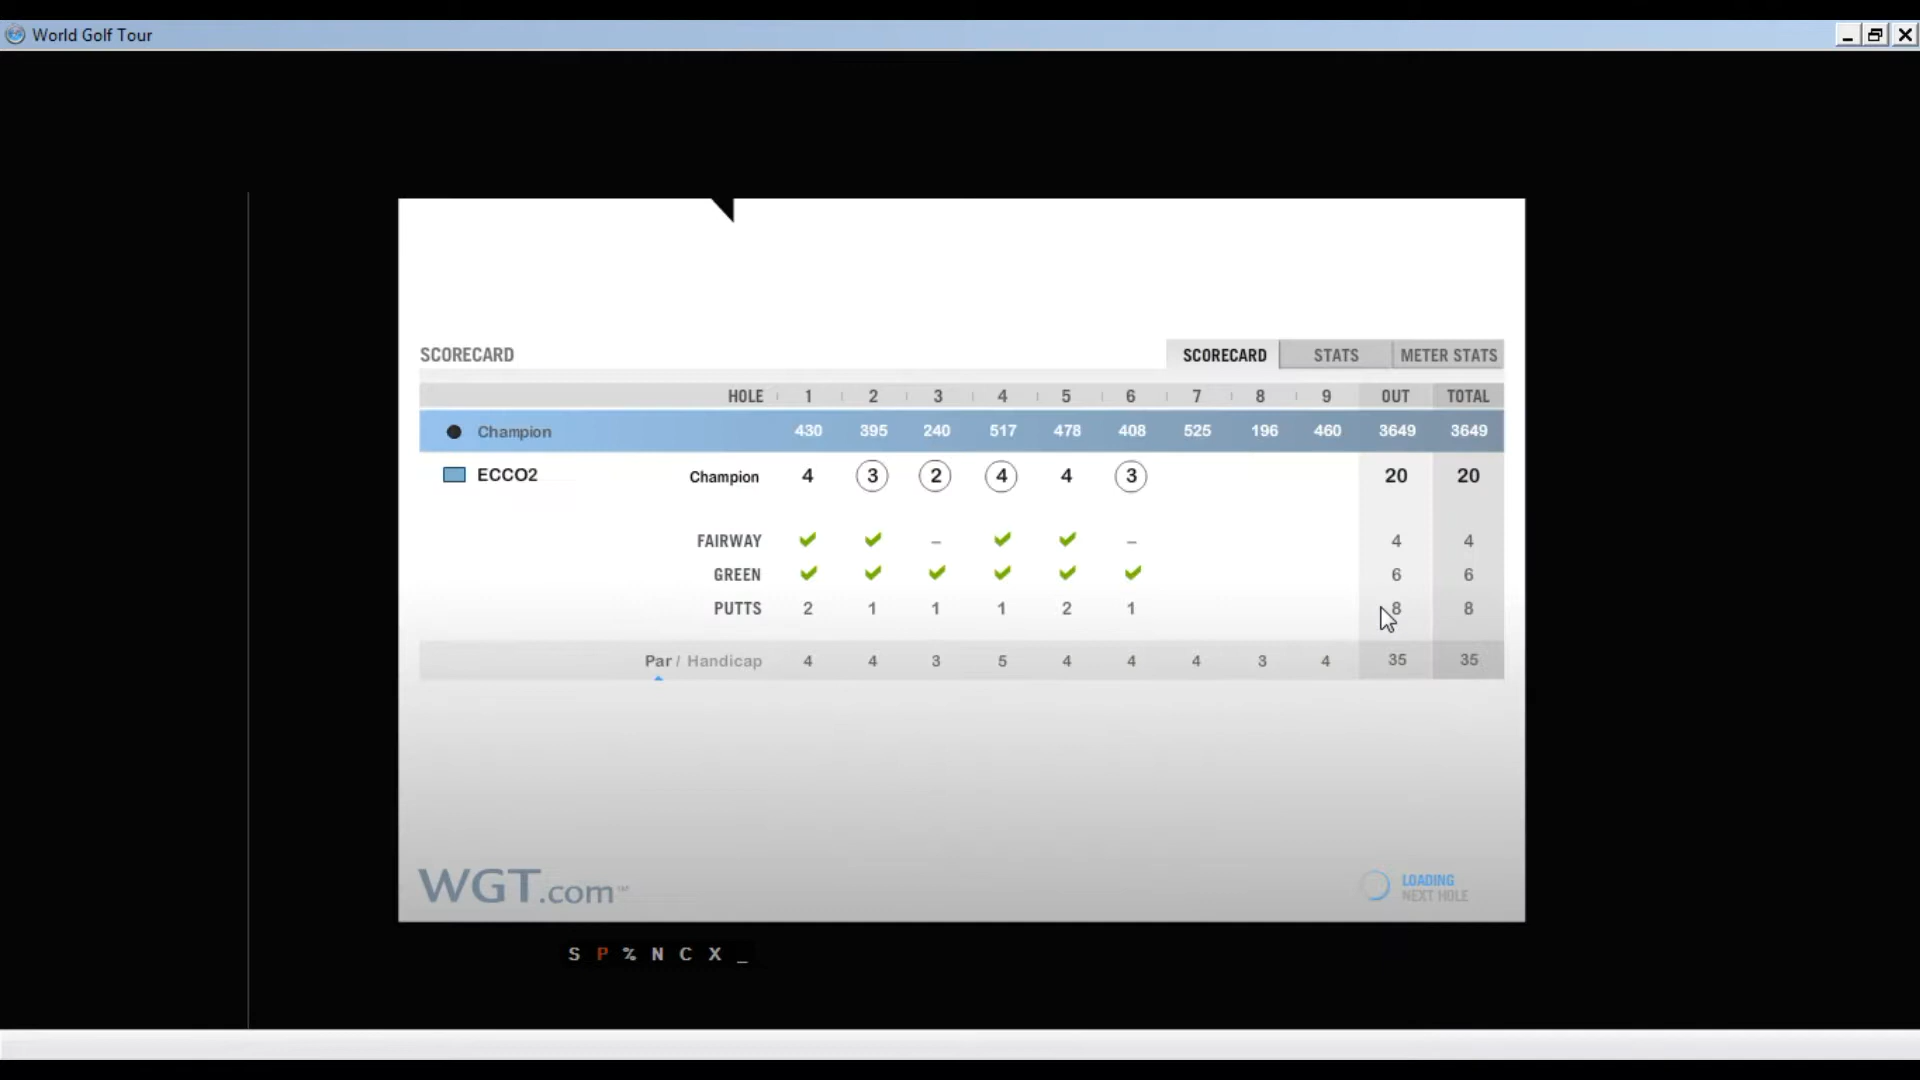 World Golf Tour
SCORECARD
SCORECARD STATS METER STATS
HOLE 1 2 3 4 5 6 7 8 9 OUT TOTAL
Champion 430 395 240 517 478 408 525 196 460 3649 3649
ECCO2 Champion 4 3 2 4 4 3 20 20
FAIRWAY – – 4 4
GREEN 6 6
PUTTS 2 1 1 1 2 1 8 8
Par / Handicap 4 4 3 5 4 4 4 3 4 35 35
WGT.com
LOADING
NEXT HOLE
S P % N C X _